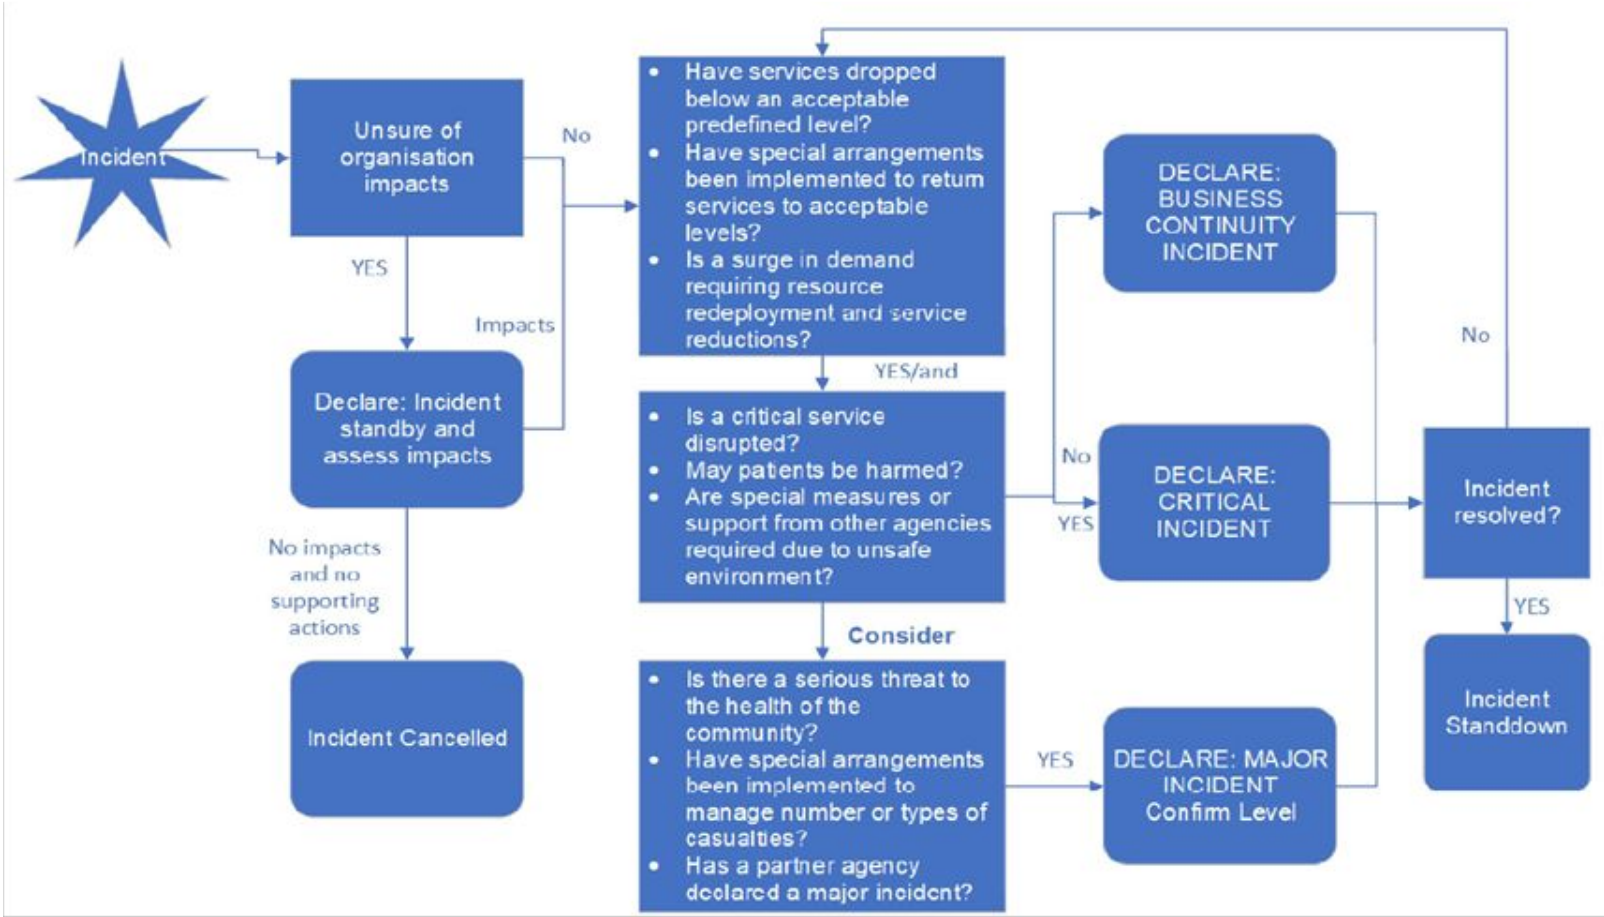 Incident
Unsure of
organisation
impacts
No
YES
Impacts
Declare: Incident
standby and
assess impacts
No impacts
and no
supporting
actions
Incident Cancelled
• Have services dropped
below an acceptable
predefined level?
• Have special arrangements
been implemented to return
services to acceptable
levels?
• Is a surge in demand
requiring resource
redeployment and service
reductions?
YES/and
• Is a critical service
disrupted?
• May patients be harmed?
• Are special measures or
support from other agencies
required due to unsafe
environment?
Consider
• Is there a serious threat to
the health of the
community?
• Have special arrangements
been implemented to
manage number or types of
casualties?
• Has a partner agency
declared a major incident?
No
YES
YES
DECLARE:
BUSINESS
CONTINUITY
INCIDENT
DECLARE:
CRITICAL
INCIDENT
DECLARE: MAJOR
INCIDENT
Confirm Level
No
Incident
resolved?
YES
Incident
Standdown